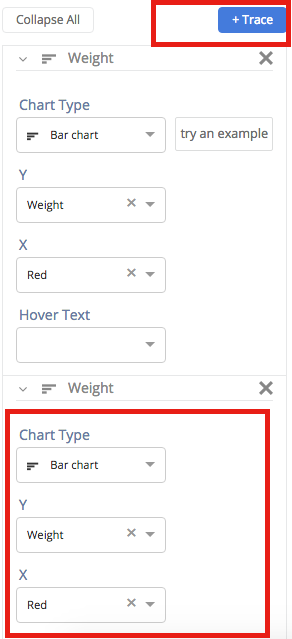 Collapse All + Trace
Weight
Chart Type
Bar chart try an example
Y
Weight
X
Red
Hover Text
Weight
Chart Type
Bar chart
Y
Weight
X
Red